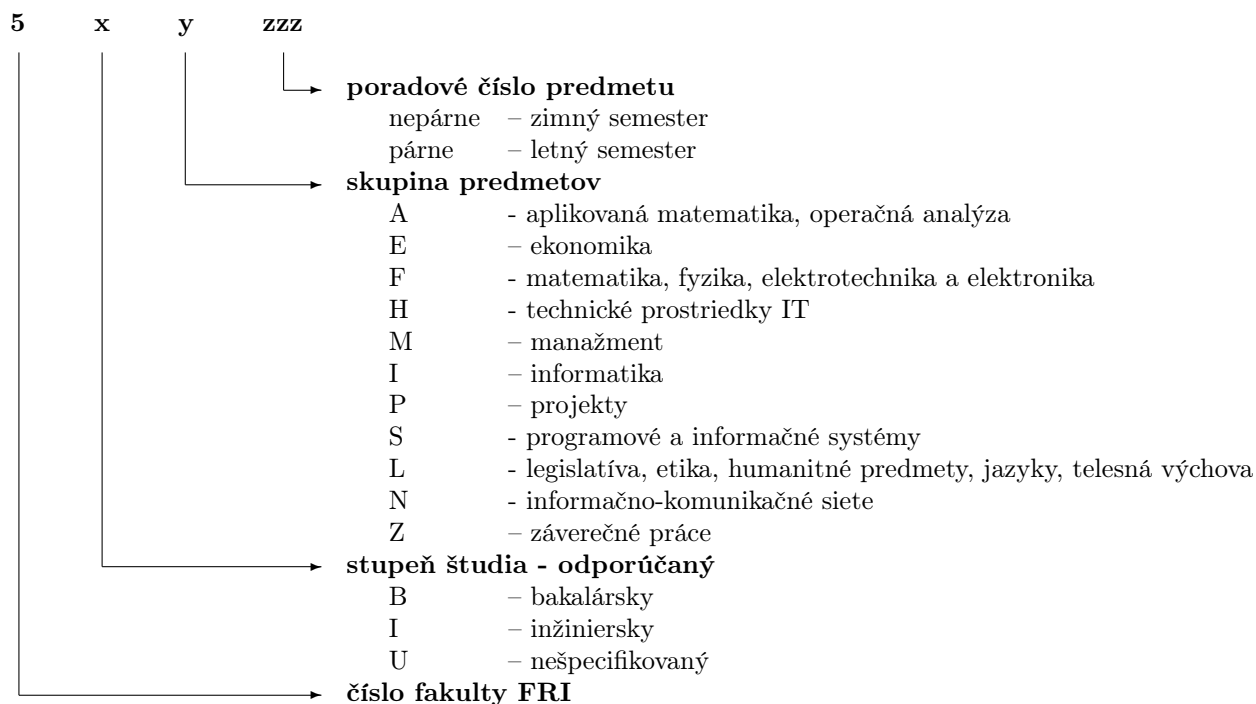 5 x y zzz
poradové číslo predmetu
nepárne – zimný semester
párne – letný semester
skupina predmetov
A - aplikovaná matematika, operačná analýza
E – ekonomika
F - matematika, fyzika, elektrotechnika a elektronika
H - technické prostriedky IT
M – manažment
I – informatika
P – projekty
S - programové a informačné systémy
L - legislatíva, etika, humanitné predmety, jazyky, telesná výchova
N - informačno-komunikačné siete
Z – záverečné práce
stupeň štúdia - odporúčaný
B – bakalársky
I – inžiniersky
U – nešpecifikovaný
číslo fakulty FRI